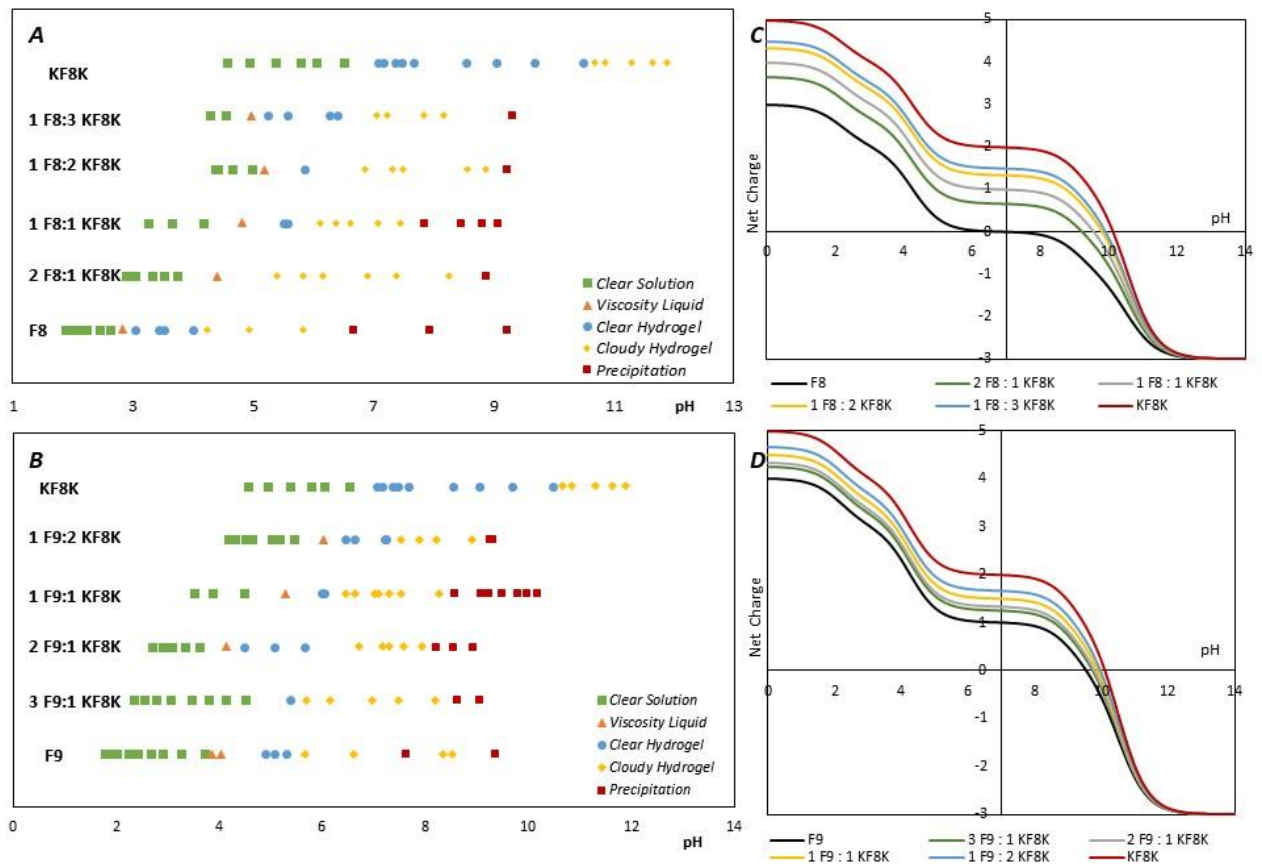 A
KF8K
1 F8:3 KF8K
1 F8:2 KF8K
1 F8:1 KF8K
2 F8:1 KF8K
F8
Clear Solution
Viscosity Liquid
Clear Hydrogel
Cloudy Hydrogel
Precipitation
1 3 5 7 9 11 13
pH
C
5
4
3
2
1
0
-1
-2
-3
Net Charge
pH
0 2 4 6 8 10 12 14
F8 2 F8 : 1 KF8K 1 F8 : 1 KF8K
1 F8 : 2 KF8K 1 F8 : 3 KF8K KF8K
B
KF8K
1 F9:2 KF8K
1 F9:1 KF8K
2 F9:1 KF8K
3 F9:1 KF8K
F9
Clear Solution
Viscosity Liquid
Clear Hydrogel
Cloudy Hydrogel
Precipitation
0 2 4 6 8 10 12 14
pH
D
5
4
3
2
1
0
-1
-2
-3
Net Charge
pH
0 2 4 6 8 10 12 14
F9 3 F9 : 1 KF8K 2 F9 : 1 KF8K
1 F9 : 1 KF8K 1 F9 : 2 KF8K KF8K